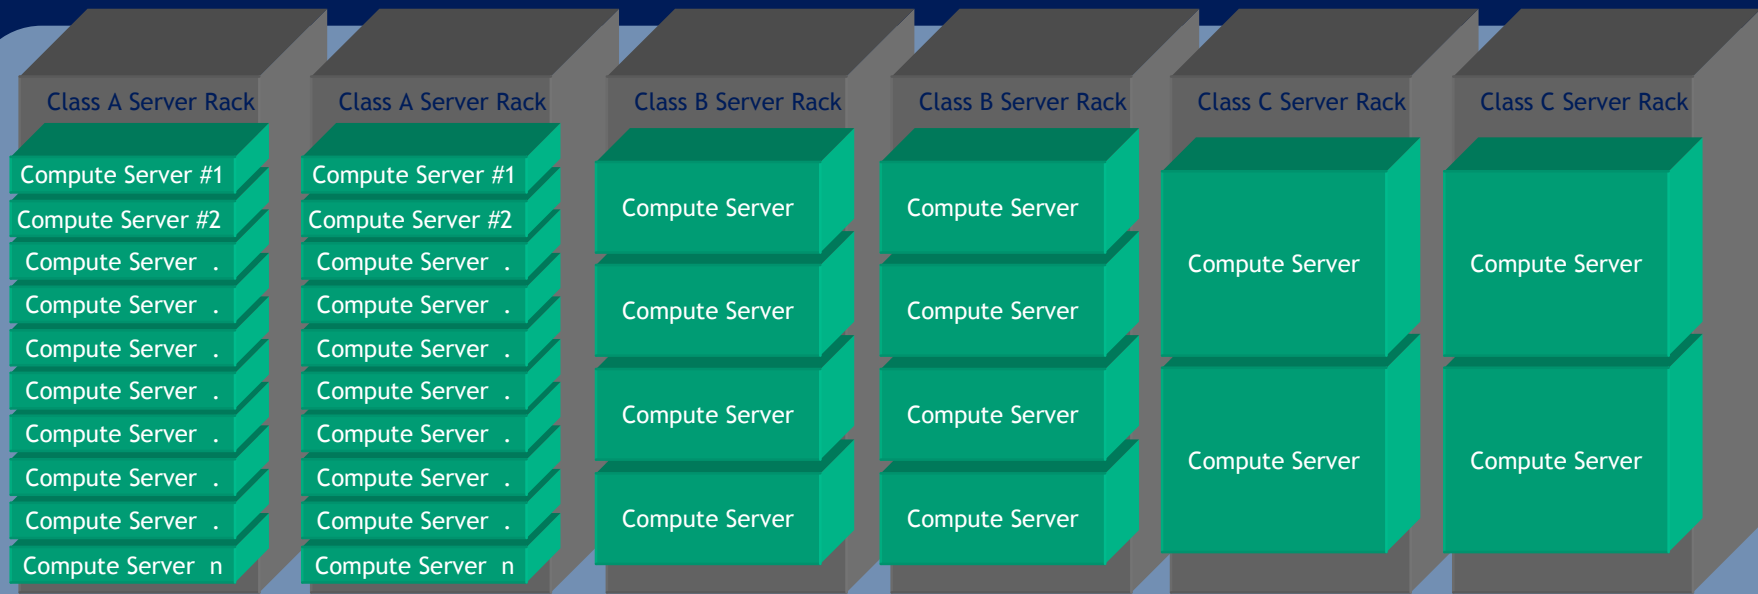 Class A Server Rack
Compute Server #1
Compute Server #2
Compute Server .
Compute Server .
Compute Server .
Compute Server .
Compute Server .
Compute Server .
Compute Server .
Compute Server n
Class A Server Rack
Compute Server #1
Compute Server #2
Compute Server .
Compute Server .
Compute Server .
Compute Server .
Compute Server .
Compute Server .
Compute Server .
Compute Server n
Class B Server Rack
Compute Server
Compute Server
Compute Server
Compute Server
Class B Server Rack
Compute Server
Compute Server
Compute Server
Compute Server
Class C Server Rack
Compute Server
Compute Server
Class C Server Rack
Compute Server
Compute Server